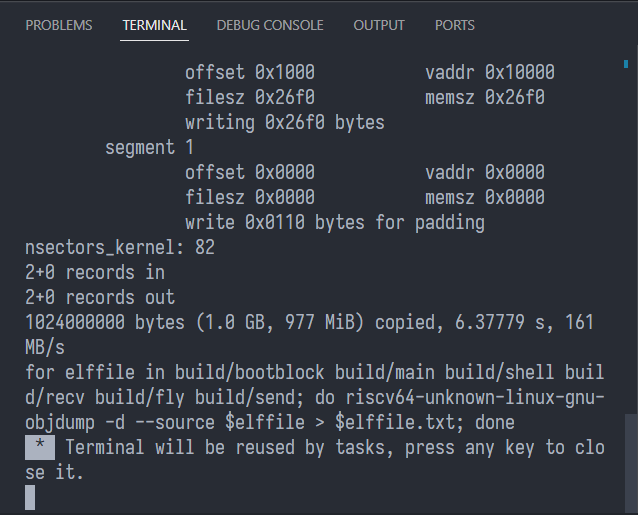 PROBLEMS TERMINAL DEBUG CONSOLE OUTPUT PORTS
offset 0x1000 vaddr 0x10000
filesz 0x26f0 memsz 0x26f0
writing 0x26f0 bytes
segment 1
offset 0x0000 vaddr 0x0000
filesz 0x0000 memsz 0x0000
write 0x0110 bytes for padding
nsectors_kernel: 82
2+0 records in
2+0 records out
1024000000 bytes (1.0 GB, 977 MiB) copied, 6.37779 s, 161
MB/s
for elffile in build/bootblock build/main build/shell buil
d/recv build/fly build/send; do riscv64-unknown-linux-gnu-
objdump -d --source $elffile > $elffile.txt; done
* Terminal will be reused by tasks, press any key to clo
se it.